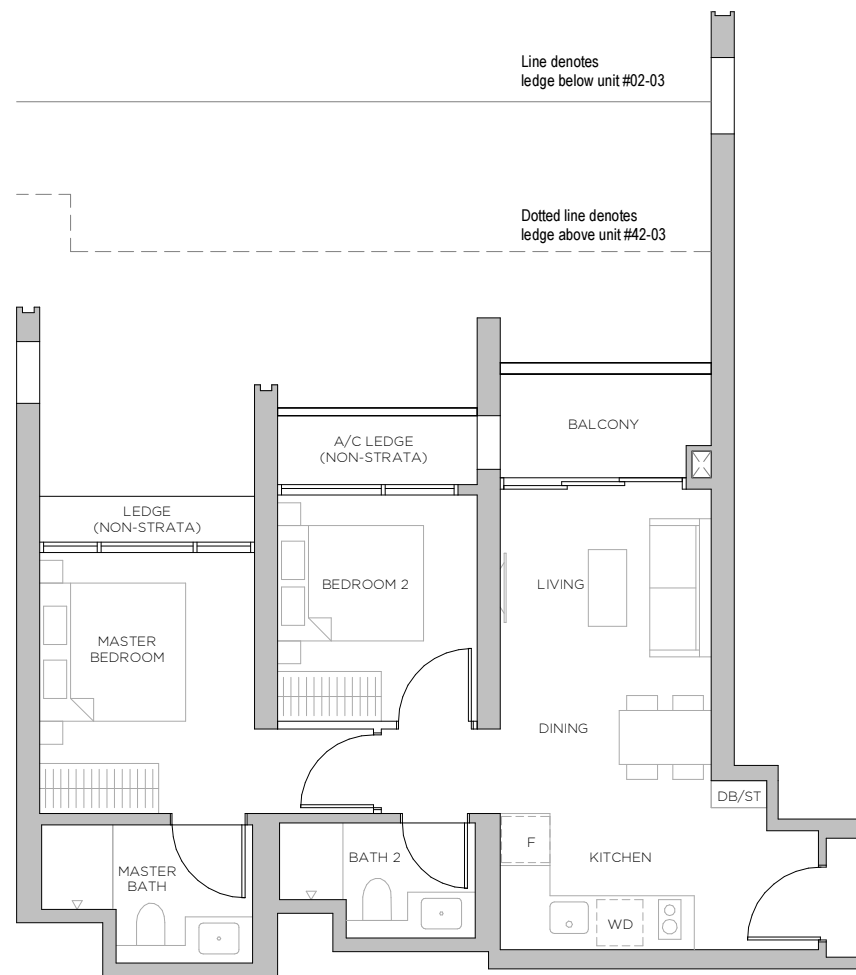 Line denotes
ledge below unit #02-03
Dotted line denotes
ledge above unit #42-03
BALCONY
A/C LEDGE
(NON-STRATA)
LEDGE
(NON-STRATA)
BEDROOM 2
LIVING
MASTER
BEDROOM
DINING
DB/ST
F
KITCHEN
BATH 2
MASTER
BATH
WD